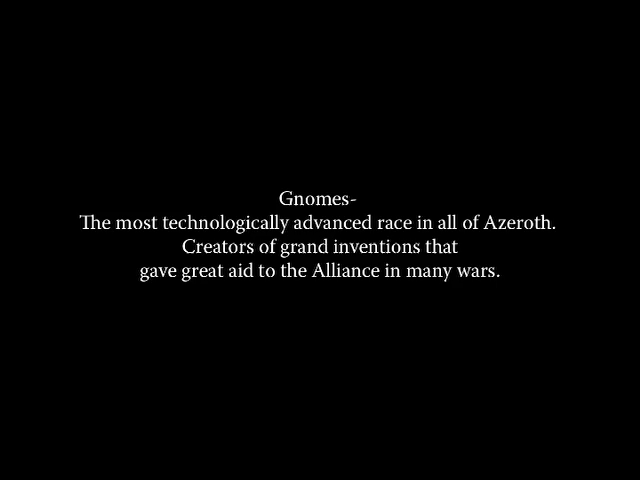 Gnomes-
The most technologically advanced race in all of Azeroth.
Creators of grand inventions that
gave great aid to the Alliance in many wars.